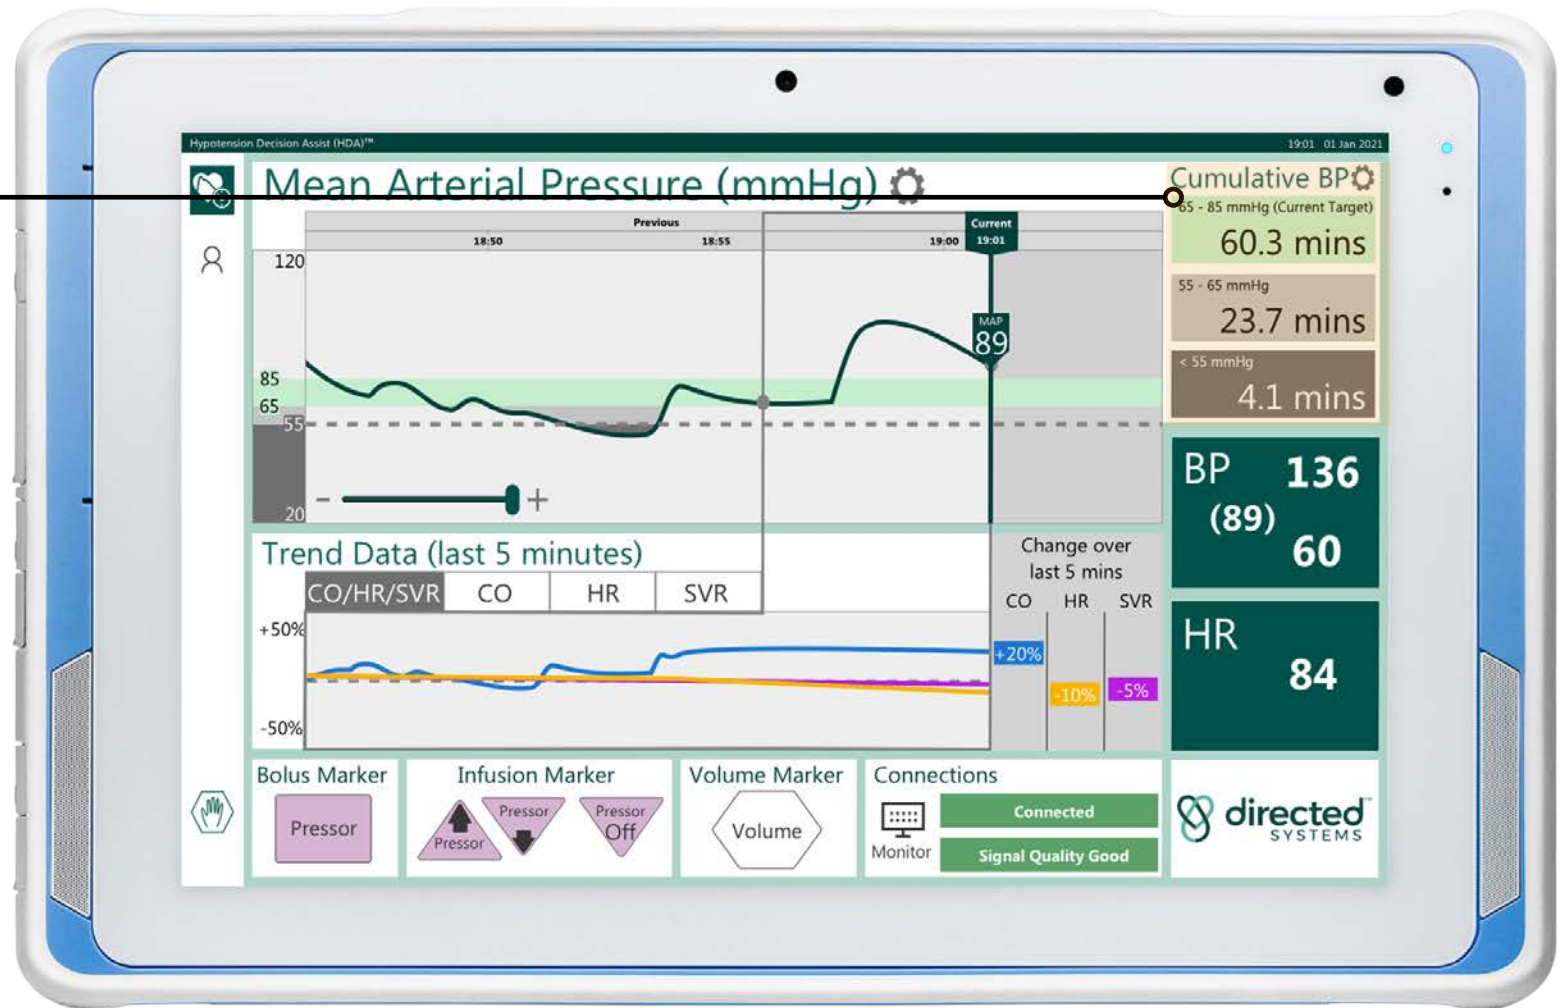 Hypotension Decision Assist (HDA)™
19:01 01 Jan 2021
Mean Arterial Pressure (mmHg)
Previous
Current
18:50
18:55
19:00
19:01
120
85
65
55
20
MAP
89
- +
Cumulative BP
65 - 85 mmHg (Current Target)
60.3 mins
55 - 65 mmHg
23.7 mins
< 55 mmHg
4.1 mins
BP 136
(89)
60
HR
84
Trend Data (last 5 minutes)
CO/HR/SVR CO HR SVR
+50%
-50%
Change over
last 5 mins
CO HR SVR
+20%
-10%
-5%
Bolus Marker
Pressor
Infusion Marker
Pressor
Pressor
Pressor
Off
Volume Marker
Volume
Connections
Monitor
Connected
Signal Quality Good
directed™
SYSTEMS